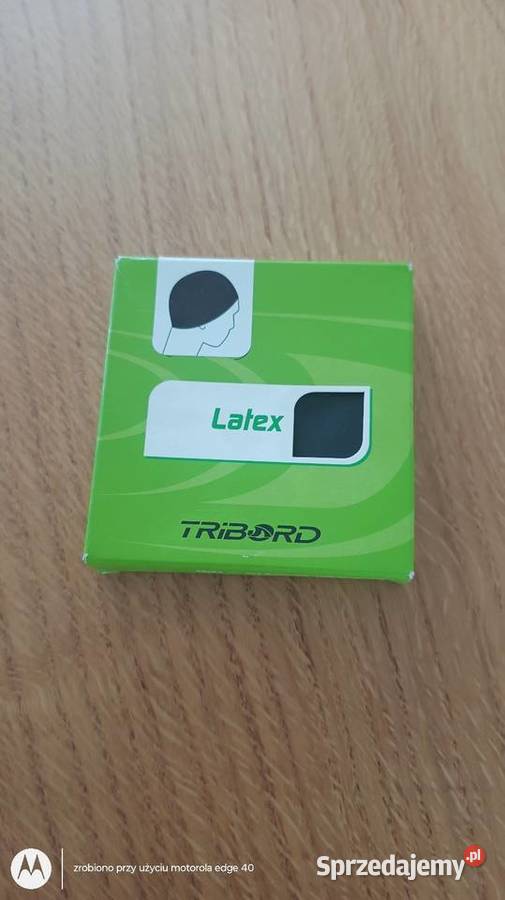 Latex
TRIBORD
zrobiono przy użyciu motorola edge 40
Sprzedajemy.pl